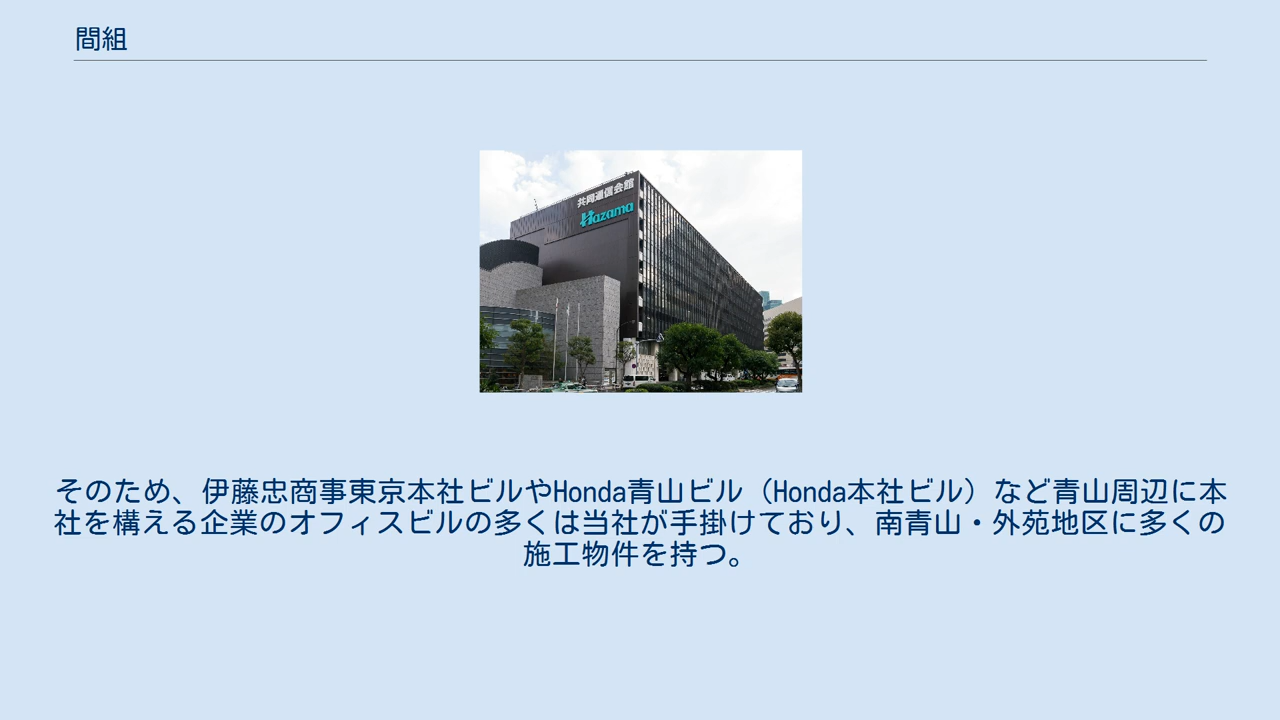 間組
共同通信会館
Hazama
そのため、伊藤忠商事東京本社ビルやHonda青山ビル（Honda本社ビル）など青山周辺に本
社を構える企業のオフィスビルの多くは当社が手掛けており、南青山・外苑地区に多くの
施工物件を持つ。